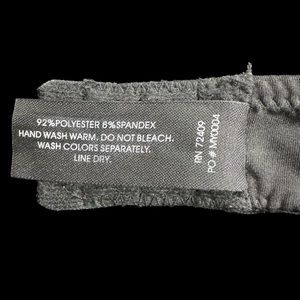 92%POLYESTER 8%SPANDEX
HAND WASH WARM. DO NOT BLEACH.
WASH COLORS SEPARATELY.
LINE DRY.
RN 72409
PO # MY0004